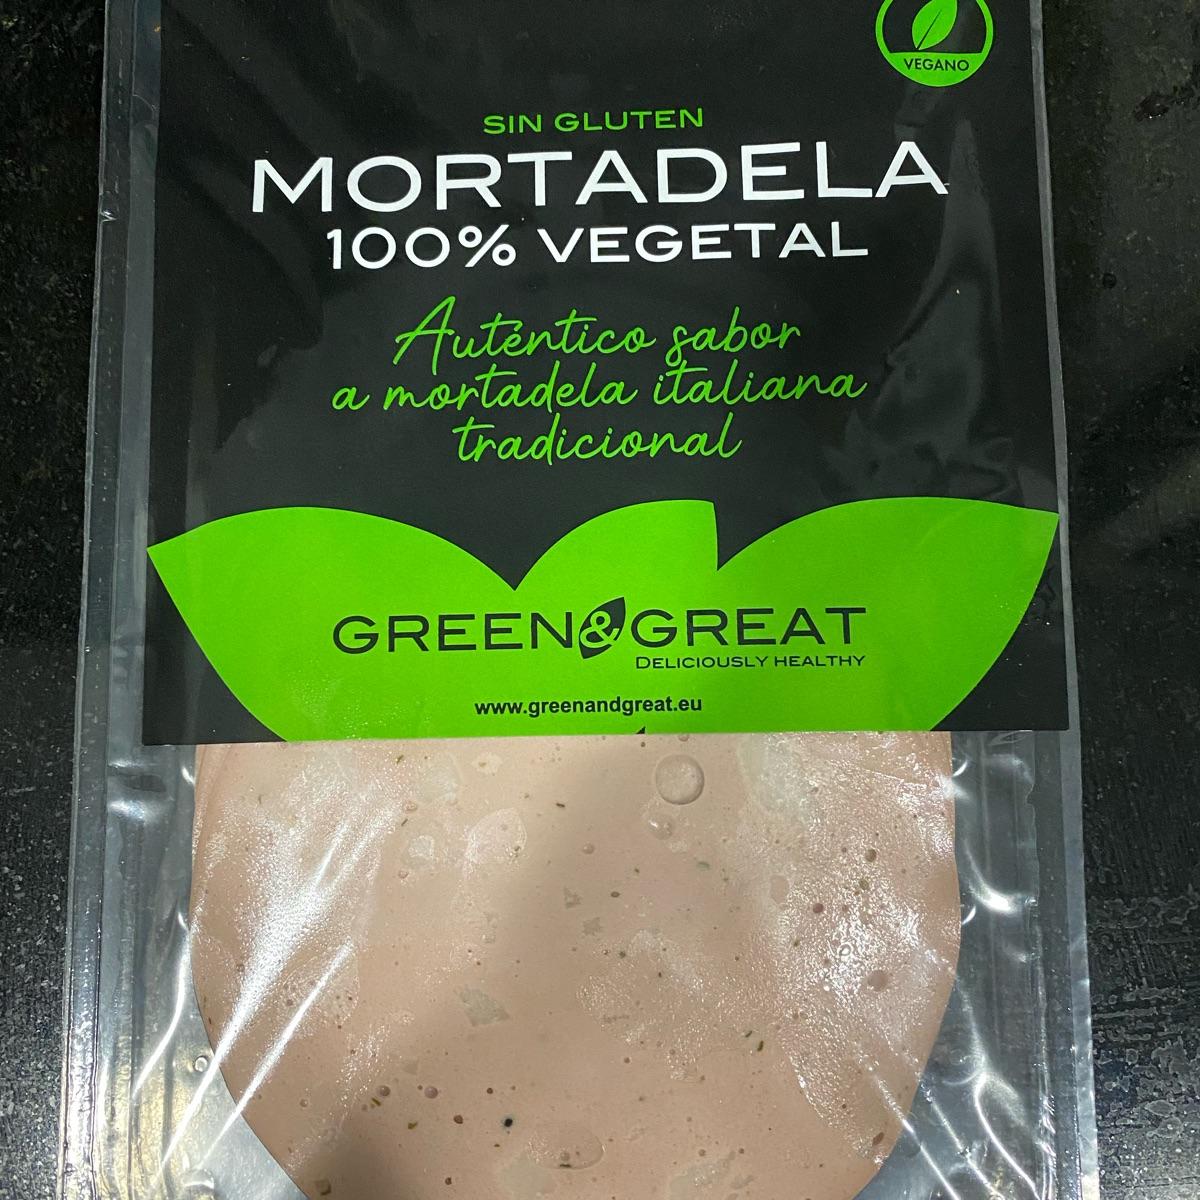 VEGANO
SIN GLUTEN
MORTADELA
100% VEGETAL
Auténtico sabor
a mortadela italiana
tradicional
GREEN&GREAT
DELICIOUSLY HEALTHY
www.greenandgreat.eu